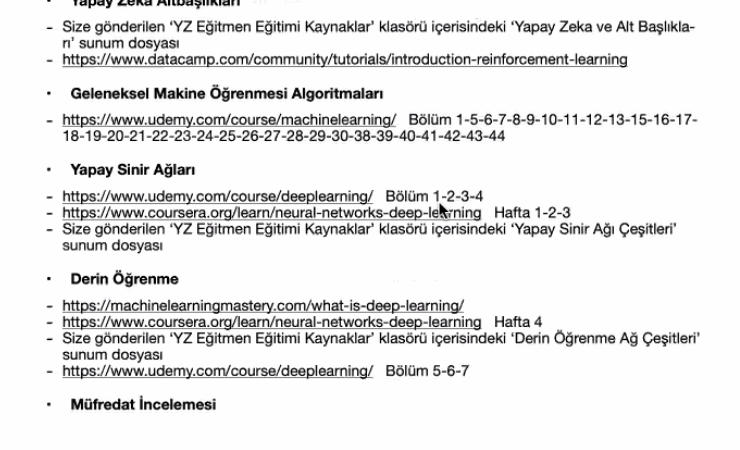 • Yapay Zeka Altbaşlıkları
- Size gönderilen ‘YZ Eğitmen Eğitimi Kaynaklar’ klasörü içerisindeki ‘Yapay Zeka ve Alt Başlıkla-
rı’ sunum dosyası
- https://www.datacamp.com/community/tutorials/introduction-reinforcement-learning
• Geleneksel Makine Öğrenmesi Algoritmaları
- https://www.udemy.com/course/machinelearning/ Bölüm 1-5-6-7-8-9-10-11-12-13-15-16-17-
18-19-20-21-22-23-24-25-26-27-28-29-30-38-39-40-41-42-43-44
• Yapay Sinir Ağları
- https://www.udemy.com/course/deeplearning/ Bölüm 1-2-3-4
- https://www.coursera.org/learn/neural-networks-deep-learning Hafta 1-2-3
- Size gönderilen ‘YZ Eğitmen Eğitimi Kaynaklar’ klasörü içerisindeki ‘Yapay Sinir Ağı Çeşitleri’
sunum dosyası
• Derin Öğrenme
- https://machinelearningmastery.com/what-is-deep-learning/
- https://www.coursera.org/learn/neural-networks-deep-learning Hafta 4
- Size gönderilen ‘YZ Eğitmen Eğitimi Kaynaklar’ klasörü içerisindeki ‘Derin Öğrenme Ağ Çeşitleri’
sunum dosyası
- https://www.udemy.com/course/deeplearning/ Bölüm 5-6-7
• Müfredat İncelemesi